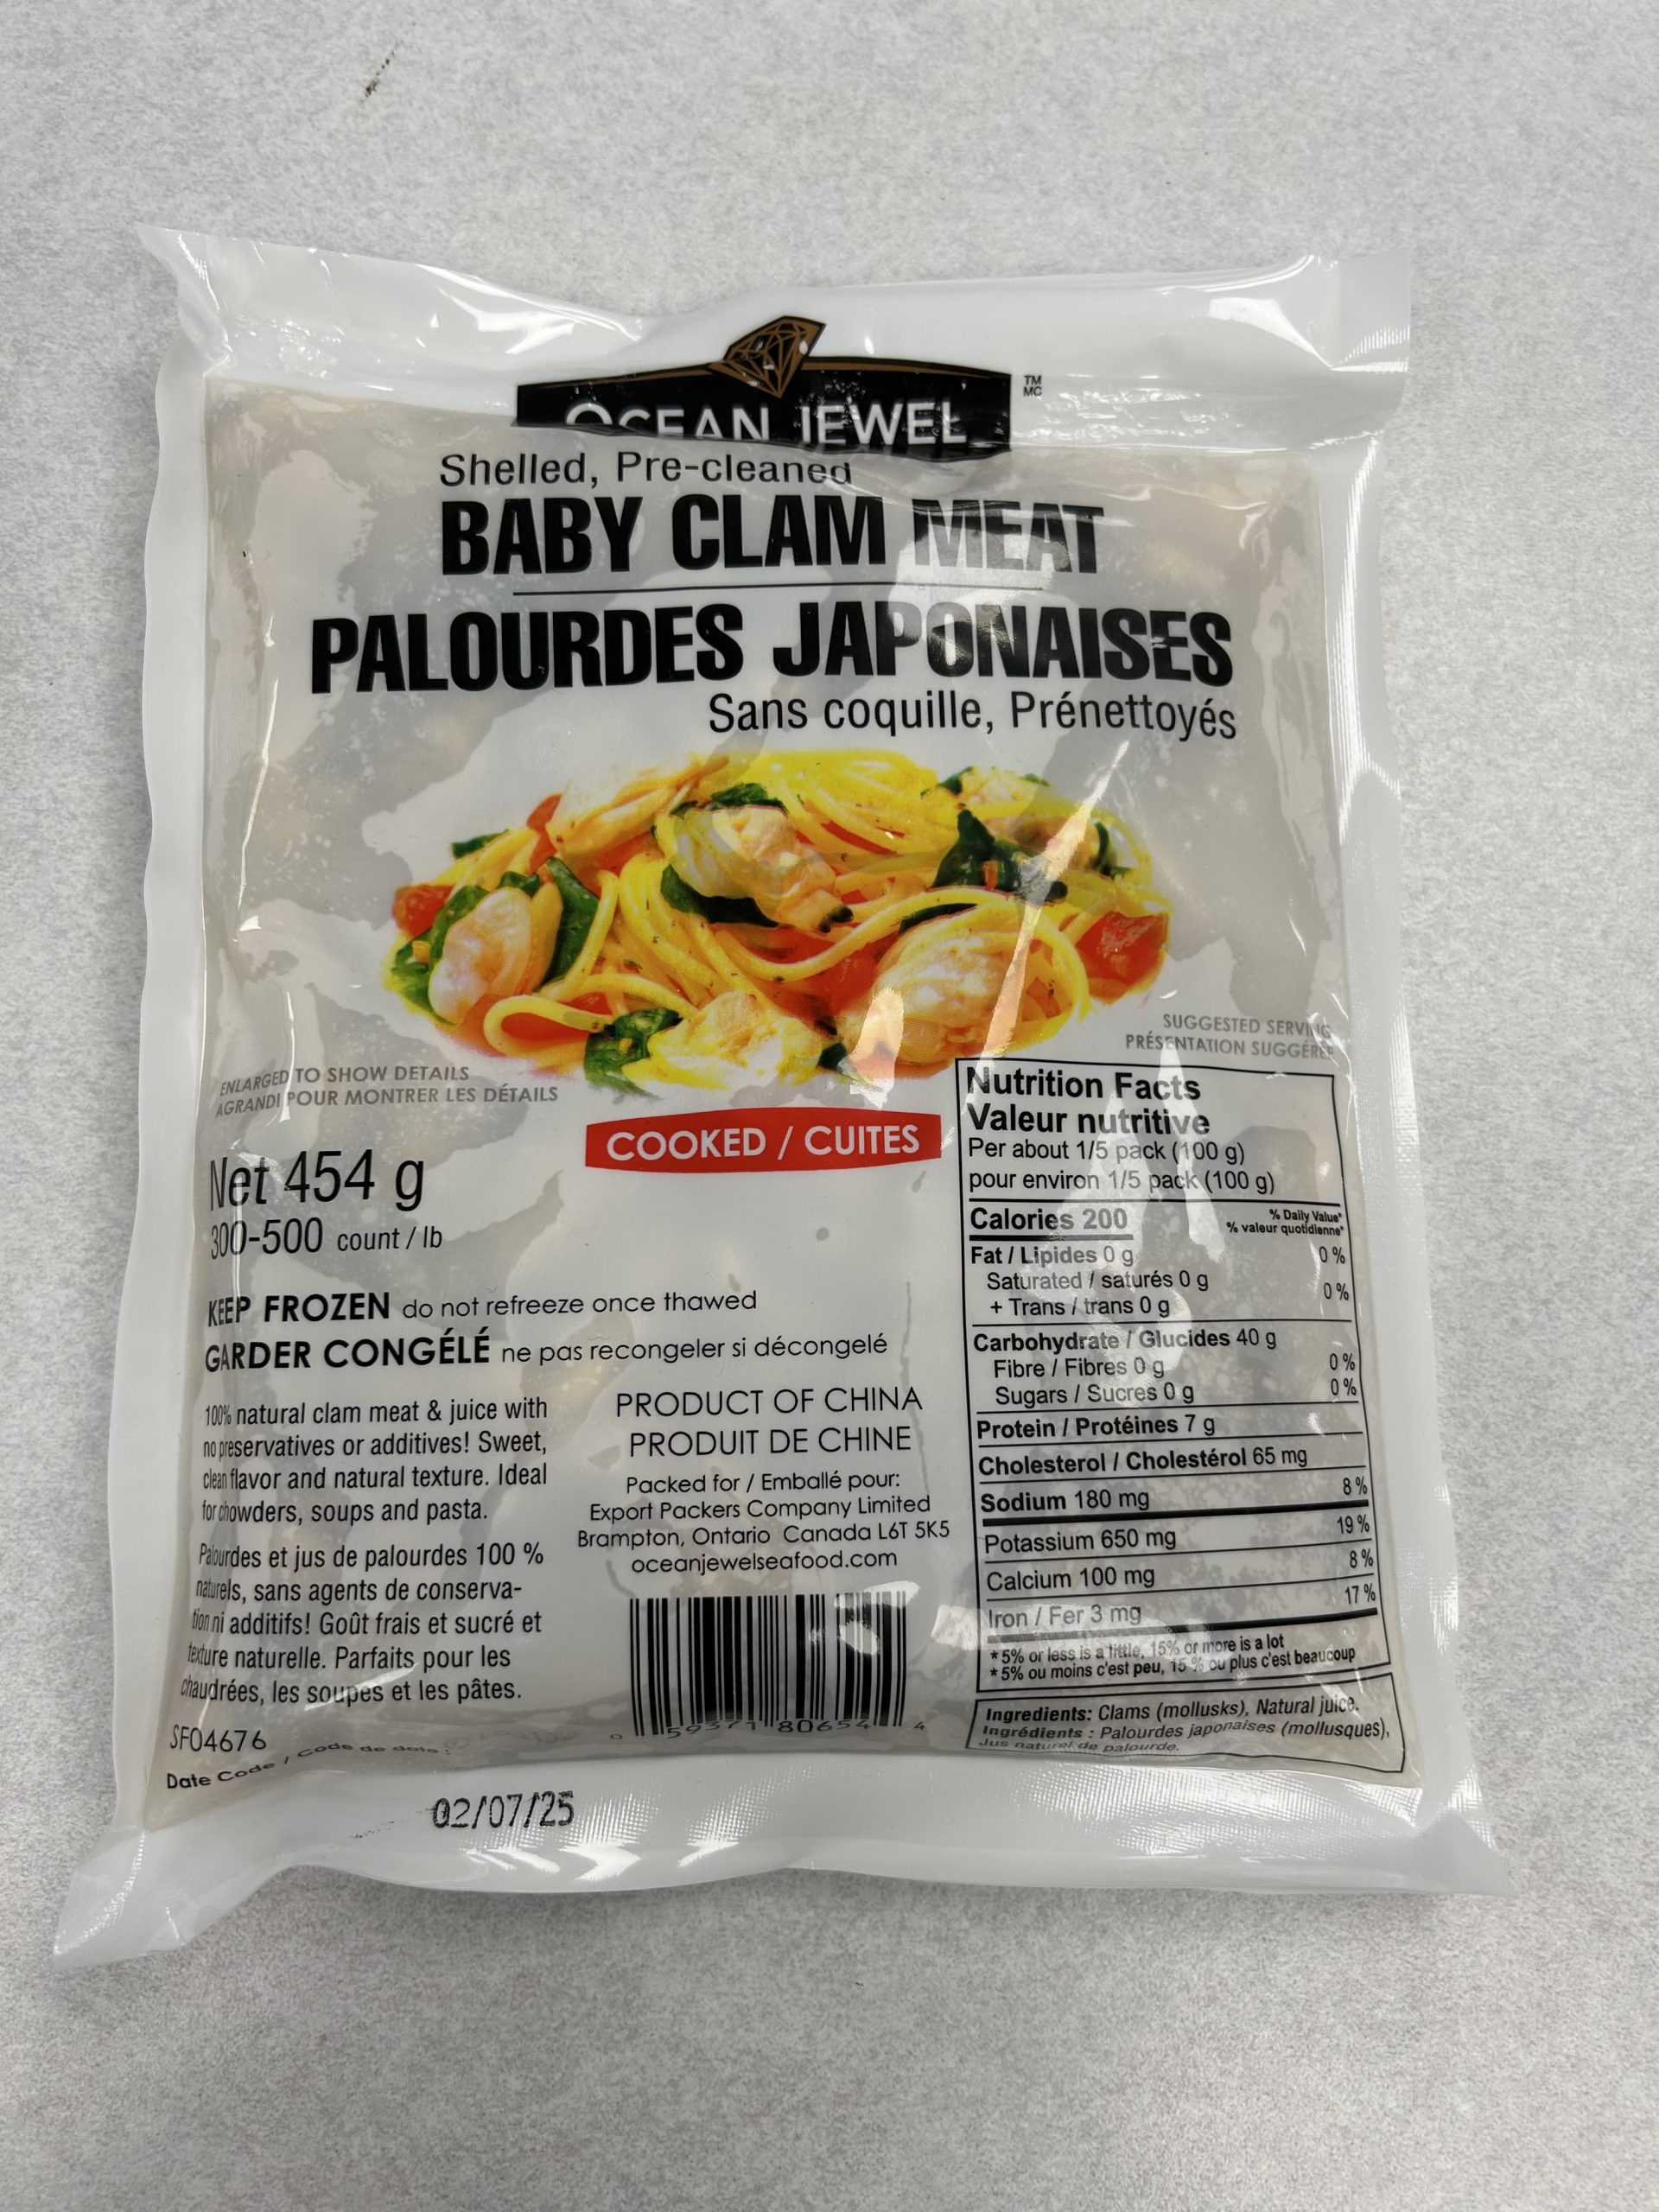 OCEAN JEWEL
TM
MC
Shelled, Pre-cleaned
BABY CLAM MEAT
PALOURDES JAPONAISES
Sans coquille, Prénettoyés
SUGGESTED SERVING
PRÉSENTATION SUGGÉRÉE
ENLARGED TO SHOW DETAILS
AGRANDI POUR MONTRER LES DÉTAILS
COOKED / CUITES
Net 454 g
300-500 count / lb
KEEP FROZEN do not refreeze once thawed
GARDER CONGÉLÉ ne pas recongeler si décongelé
100% natural clam meat & juice with
no preservatives or additives! Sweet,
clean flavor and natural texture. Ideal
for chowders, soups and pasta.
Palourdes et jus de palourdes 100 %
naturels, sans agents de conserva-
tion ni additifs! Goût frais et sucré et
texture naturelle. Parfaits pour les
chaudrées, les soupes et les pâtes.
SF04676
Date Code / Code de date :
02/07/25
PRODUCT OF CHINA
PRODUIT DE CHINE
Packed for / Emballé pour:
Export Packers Company Limited
Brampton, Ontario Canada L6T 5K5
oceanjewelseafood.com
0 59371 80654 4
Nutrition Facts
Valeur nutritive
Per about 1/5 pack (100 g)
pour environ 1/5 pack (100 g)
Calories 200
% Daily Value*
% valeur quotidienne*
Fat / Lipides 0 g 0 %
Saturated / saturés 0 g
+ Trans / trans 0 g 0 %
Carbohydrate / Glucides 40 g
Fibre / Fibres 0 g 0 %
Sugars / Sucres 0 g 0 %
Protein / Protéines 7 g
Cholesterol / Cholestérol 65 mg
Sodium 180 mg 8 %
Potassium 650 mg 19 %
Calcium 100 mg 8 %
Iron / Fer 3 mg 17 %
* 5% or less is a little, 15% or more is a lot
* 5% ou moins c'est peu, 15 % ou plus c'est beaucoup
Ingredients: Clams (mollusks), Natural juice.
Ingrédients : Palourdes japonaises (mollusques),
Jus naturel de palourde.